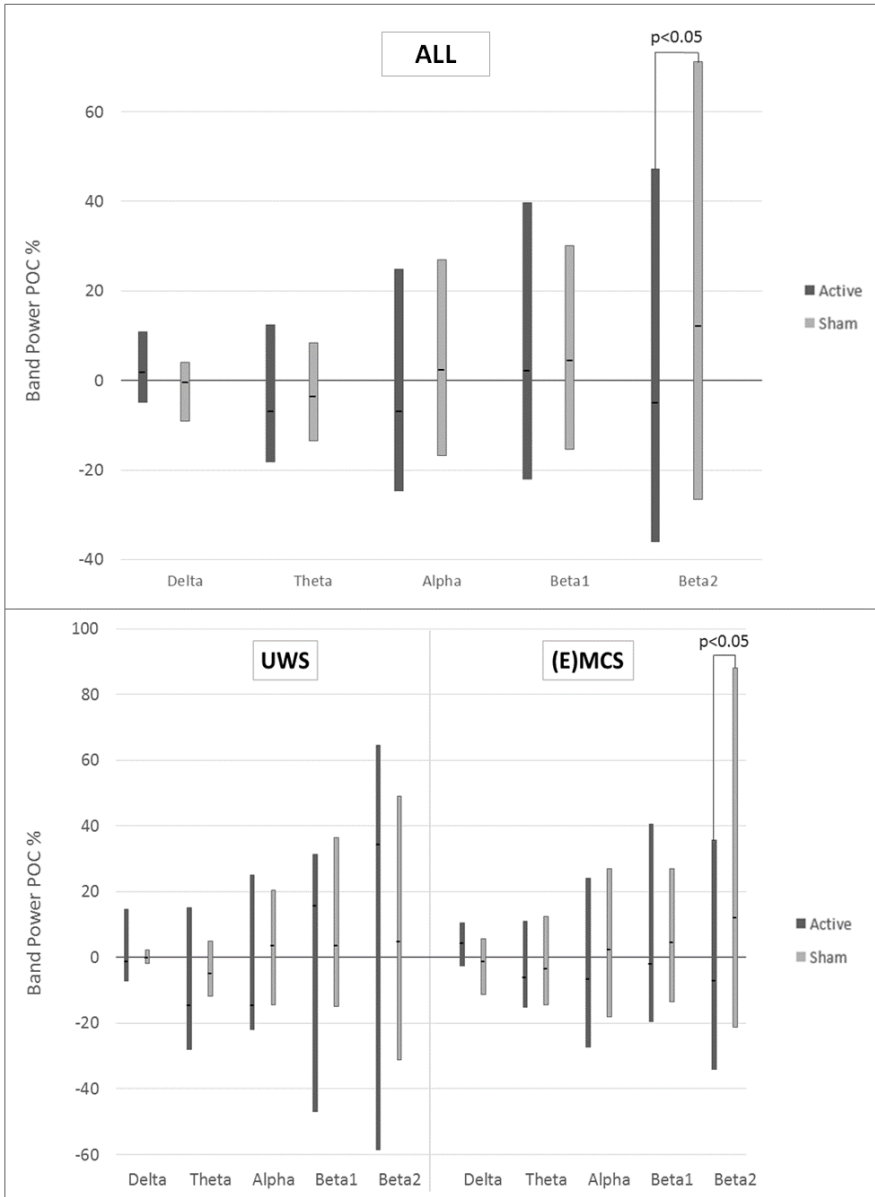 ALL
p<0.05
Band Power POC %
60
40
20
0
-20
-40
Delta Theta Alpha Beta1 Beta2
Active
Sham
UWS
(E)MCS
p<0.05
Band Power POC %
100
80
60
40
20
0
-20
-40
-60
Delta Theta Alpha Beta1 Beta2 Delta Theta Alpha Beta1 Beta2
Active
Sham